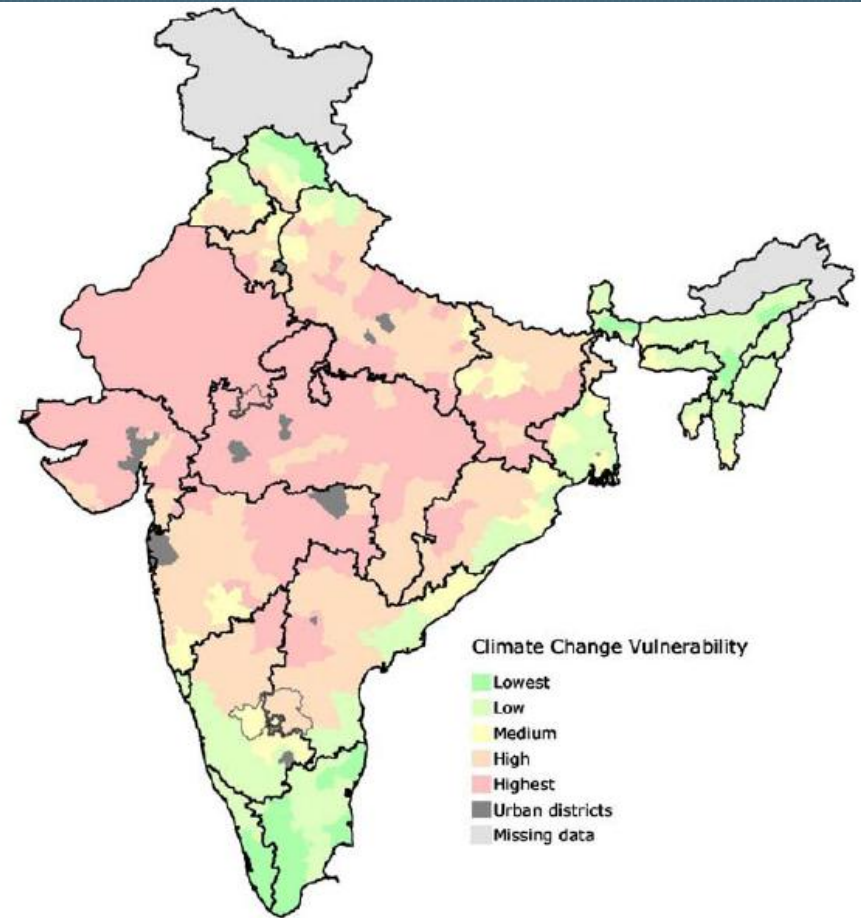 Climate Change Vulnerability
Lowest
Low
Medium
High
Highest
Urban districts
Missing data